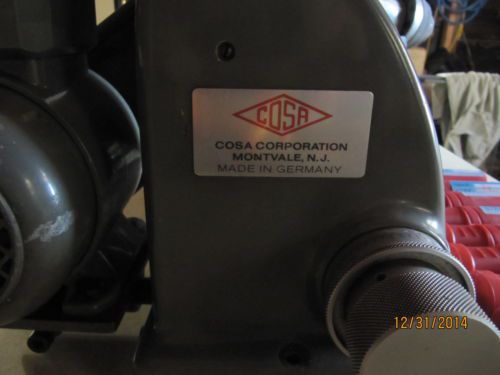 COSA
COSA CORPORATION
MONTVALE, N.J.
MADE IN GERMANY
12/31/2014